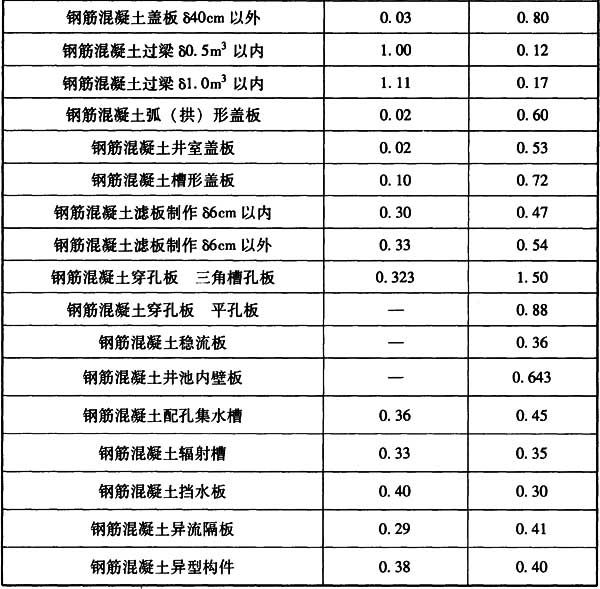 钢筋混凝土盖板 δ40cm 以外 0.03 0.80
钢筋混凝土过梁 δ0.5m³ 以内 1.00 0.12
钢筋混凝土过梁 δ1.0m³ 以内 1.11 0.17
钢筋混凝土弧（拱）形盖板 0.02 0.60
钢筋混凝土井室盖板 0.02 0.53
钢筋混凝土槽形盖板 0.10 0.72
钢筋混凝土滤板制作 δ6cm 以内 0.30 0.47
钢筋混凝土滤板制作 δ6cm 以外 0.33 0.54
钢筋混凝土穿孔板 三角槽孔板 0.323 1.50
钢筋混凝土穿孔板 平孔板 — 0.88
钢筋混凝土稳流板 — 0.36
钢筋混凝土井池内壁板 — 0.643
钢筋混凝土配孔集水槽 0.36 0.45
钢筋混凝土辐射槽 0.33 0.35
钢筋混凝土挡水板 0.40 0.30
钢筋混凝土异流隔板 0.29 0.41
钢筋混凝土异型构件 0.38 0.40